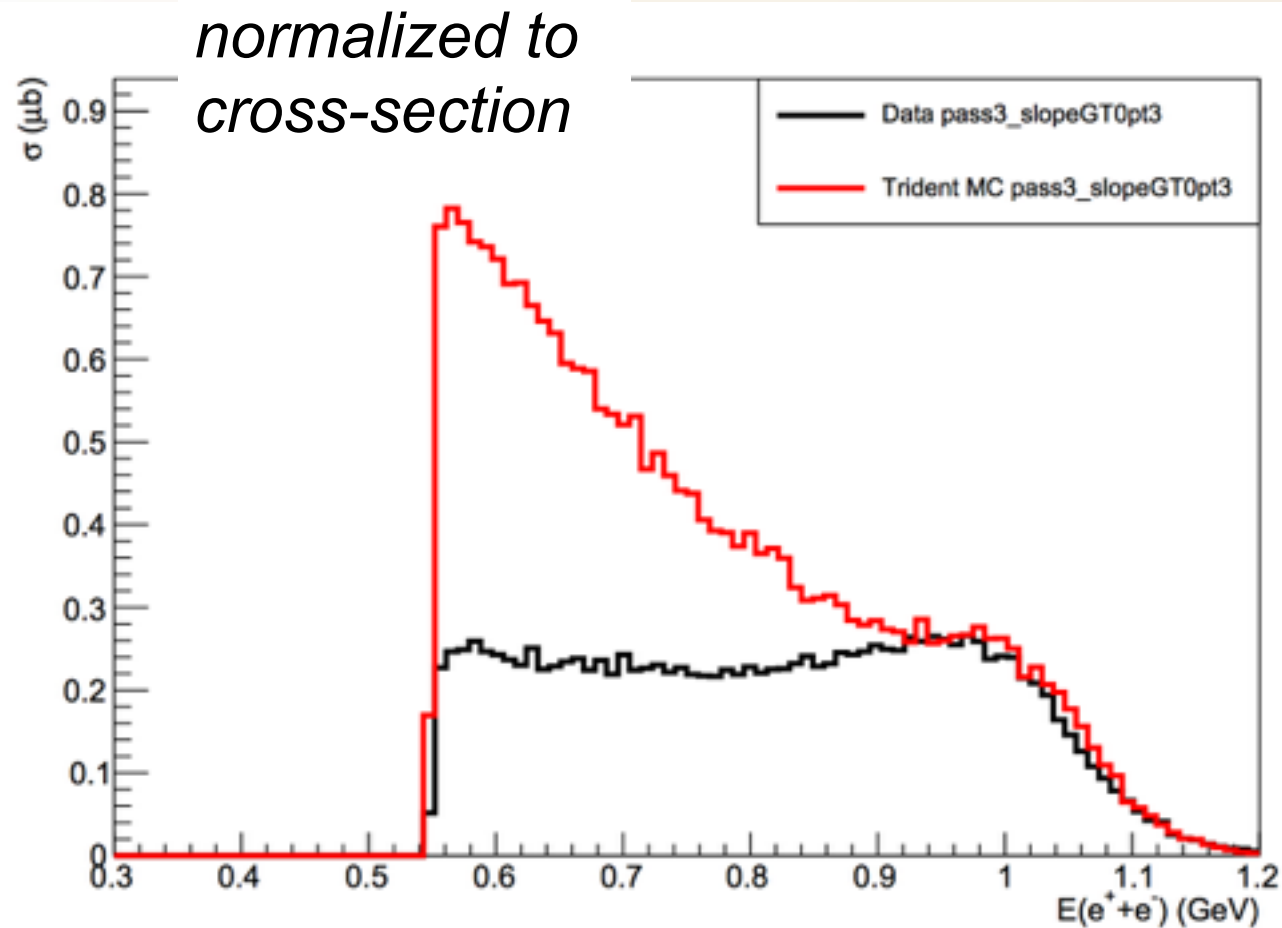 normalized to
cross-section
σ (μb)
Data pass3_slopeGT0pt3
Trident MC pass3_slopeGT0pt3
0.9
0.8
0.7
0.6
0.5
0.4
0.3
0.2
0.1
0
0.3 0.4 0.5 0.6 0.7 0.8 0.9 1 1.1 1.2
E(e⁺+e⁻) (GeV)